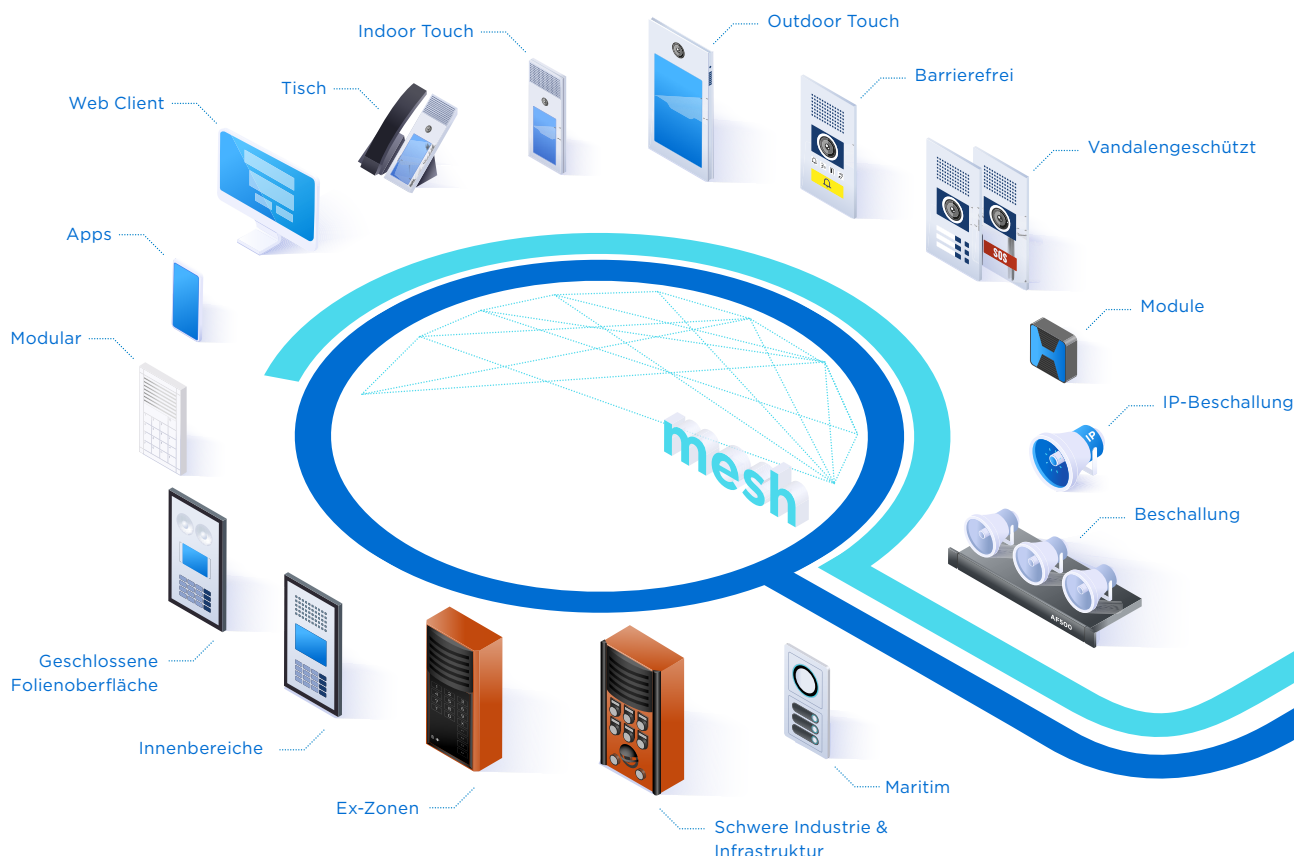 Outdoor Touch
Indoor Touch
Barrierefrei
Tisch
Web Client
Vandalengeschützt
SOS
Apps
Module
Modular
IP-Beschallung
IP
mesh
Beschallung
AF500
Geschlossene
Folienoberfläche
Innenbereiche
Maritim
Ex-Zonen
Schwere Industrie &
Infrastruktur